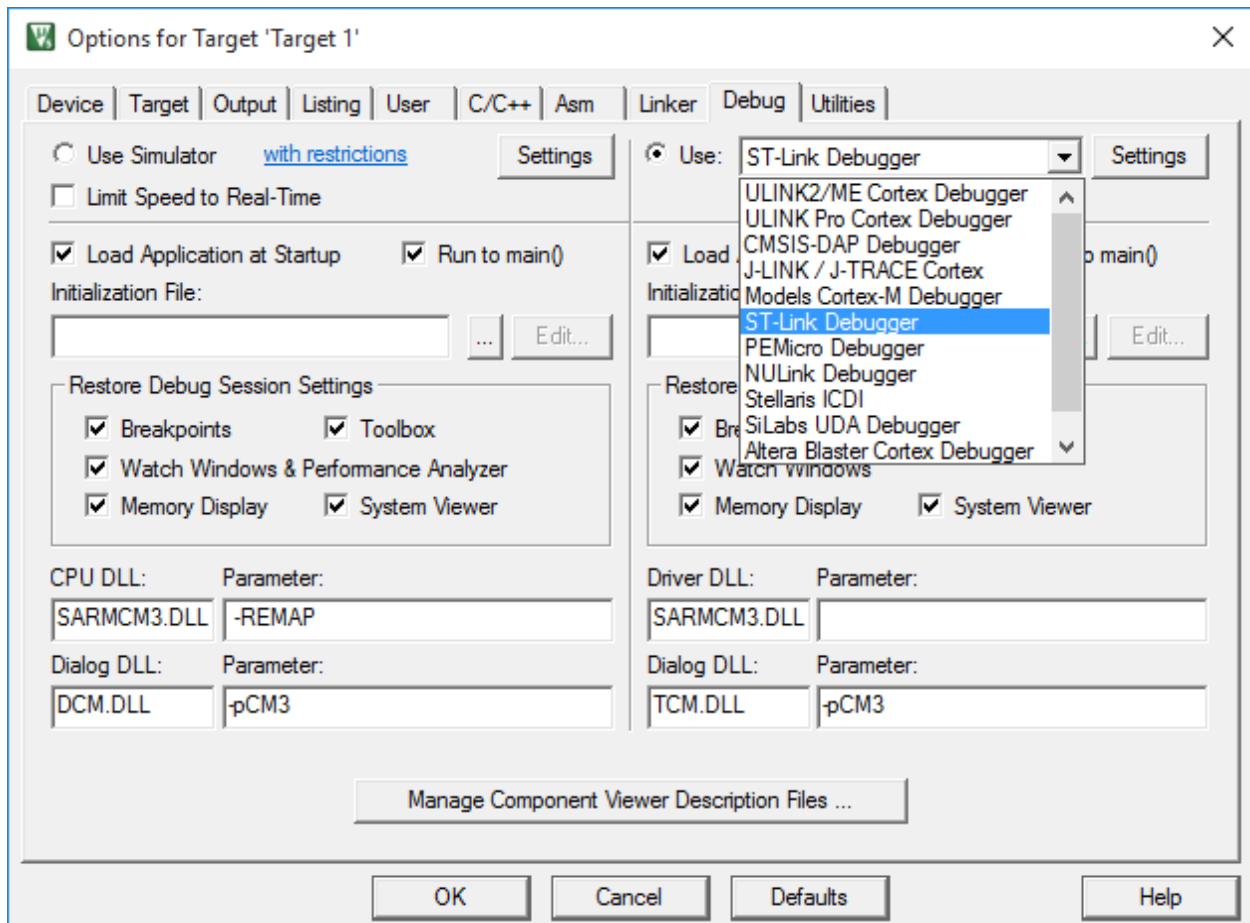 Options for Target 'Target 1'
Device Target Output Listing User C/C++ Asm Linker Debug Utilities
Use Simulator with restrictions Settings
Limit Speed to Real-Time
Use: ST-Link Debugger Settings
ULINK2/ME Cortex Debugger
ULINK Pro Cortex Debugger
CMSIS-DAP Debugger
J-LINK / J-TRACE Cortex
Models Cortex-M Debugger
ST-Link Debugger
PEMicro Debugger
NULink Debugger
Stellaris ICDI
SiLabs UDA Debugger
Altera Blaster Cortex Debugger
Load Application at Startup Run to main()
Initialization File:
... Edit...
Restore Debug Session Settings
Breakpoints Toolbox
Watch Windows & Performance Analyzer
Memory Display System Viewer
CPU DLL: Parameter:
SARMCM3.DLL -REMAP
Dialog DLL: Parameter:
DCM.DLL -pCM3
Load main()
Edit...
Restore
Watch Windows
Memory Display System Viewer
Driver DLL: Parameter:
SARMCM3.DLL
Dialog DLL: Parameter:
TCM.DLL -pCM3
Manage Component Viewer Description Files ...
OK Cancel Defaults Help